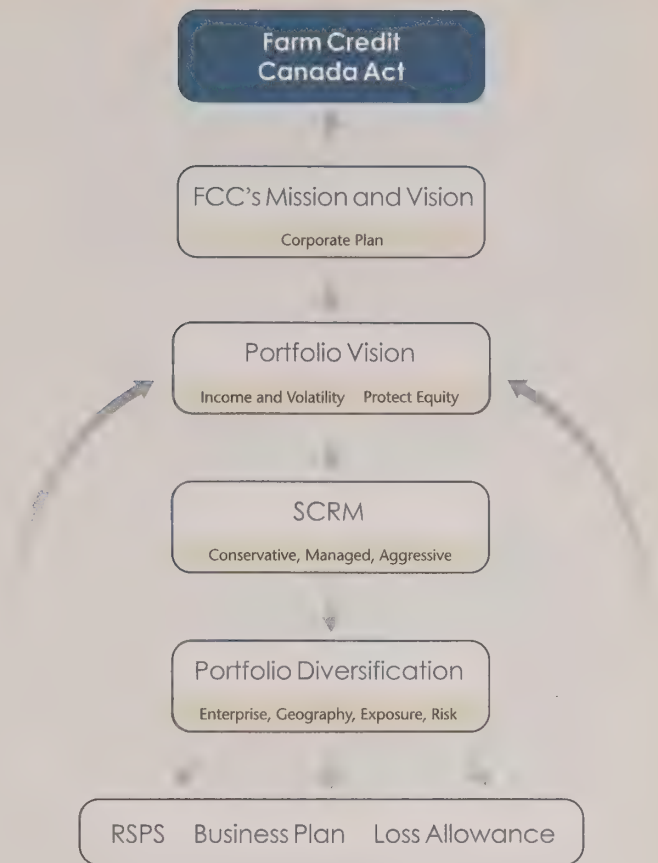 Farm Credit
Canada Act
FCC's Mission and Vision
Corporate Plan
Portfolio Vision
Income and Volatility Protect Equity
SCRM
Conservative, Managed, Aggressive
Portfolio Diversification
Enterprise, Geography, Exposure, Risk
RSPS Business Plan Loss Allowance